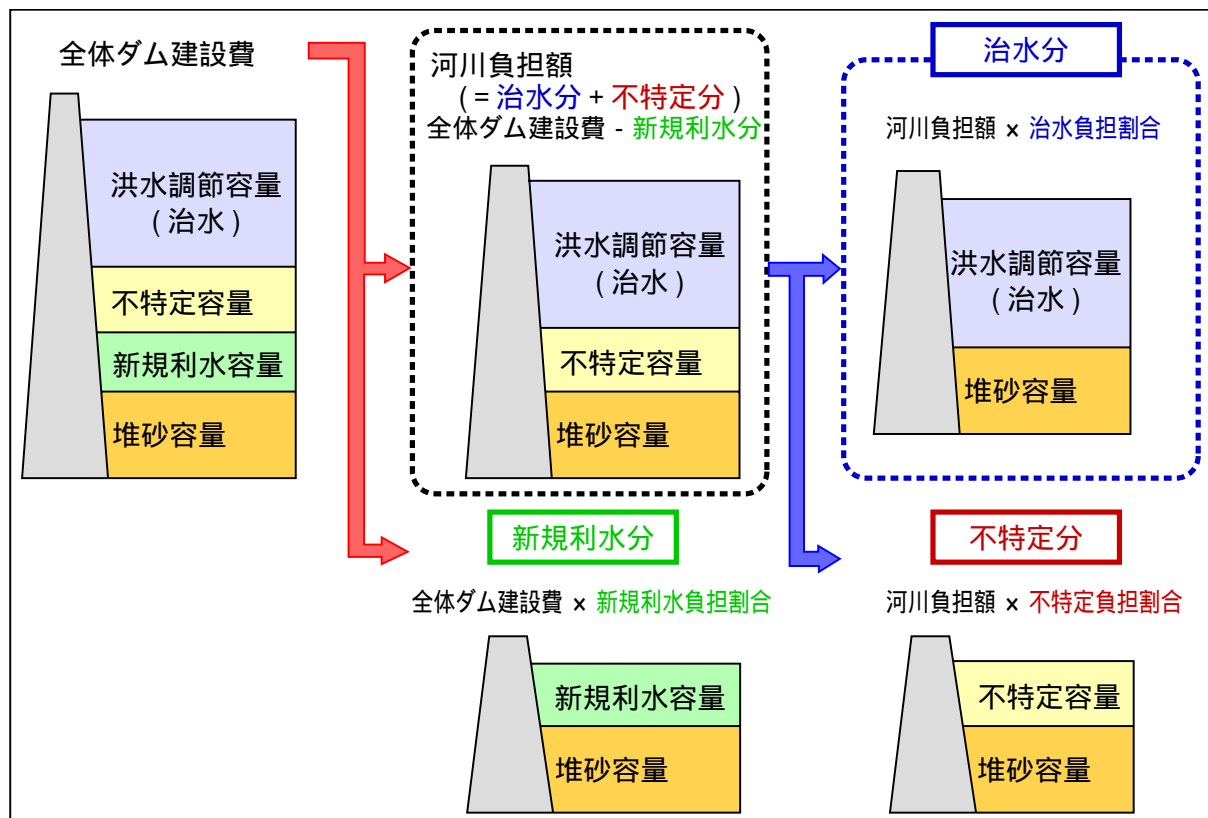 全体ダム建設費
洪水調節容量
(治水)
不特定容量
新規利水容量
堆砂容量
河川負担額
(=治水分+不特定分)
全体ダム建設費 - 新規利水分
洪水調節容量
(治水)
不特定容量
堆砂容量
治水分
河川負担額 × 治水負担割合
洪水調節容量
(治水)
堆砂容量
新規利水分
全体ダム建設費 × 新規利水負担割合
新規利水容量
堆砂容量
不特定分
河川負担額 × 不特定負担割合
不特定容量
堆砂容量